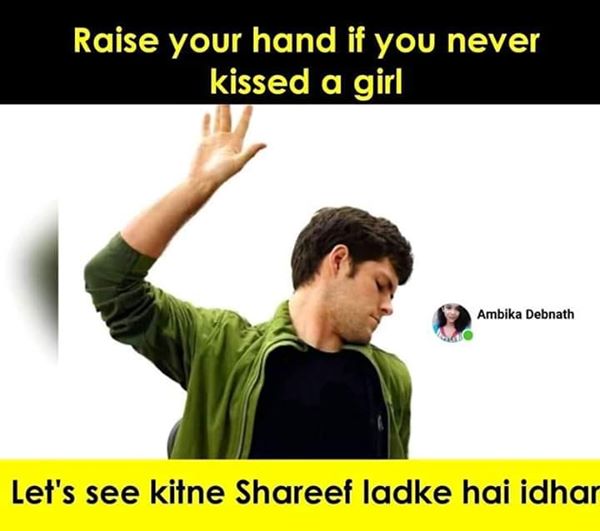 Raise your hand if you never
kissed a girl
Ambika Debnath
Let's see kitne Shareef ladke hai idhar